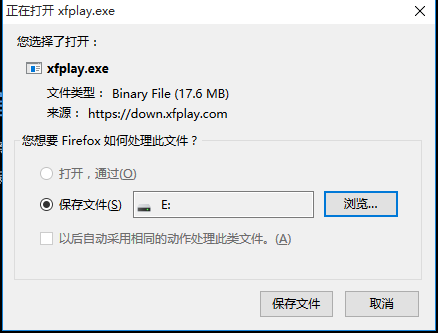 正在打开 xfplay.exe
您选择了打开：
xfplay.exe
文件类型： Binary File (17.6 MB)
来源： https://down.xfplay.com
您想要 Firefox 如何处理此文件？
打开，通过(O)
保存文件(S) E: 浏览...
以后自动采用相同的动作处理此类文件。(A)
保存文件 取消